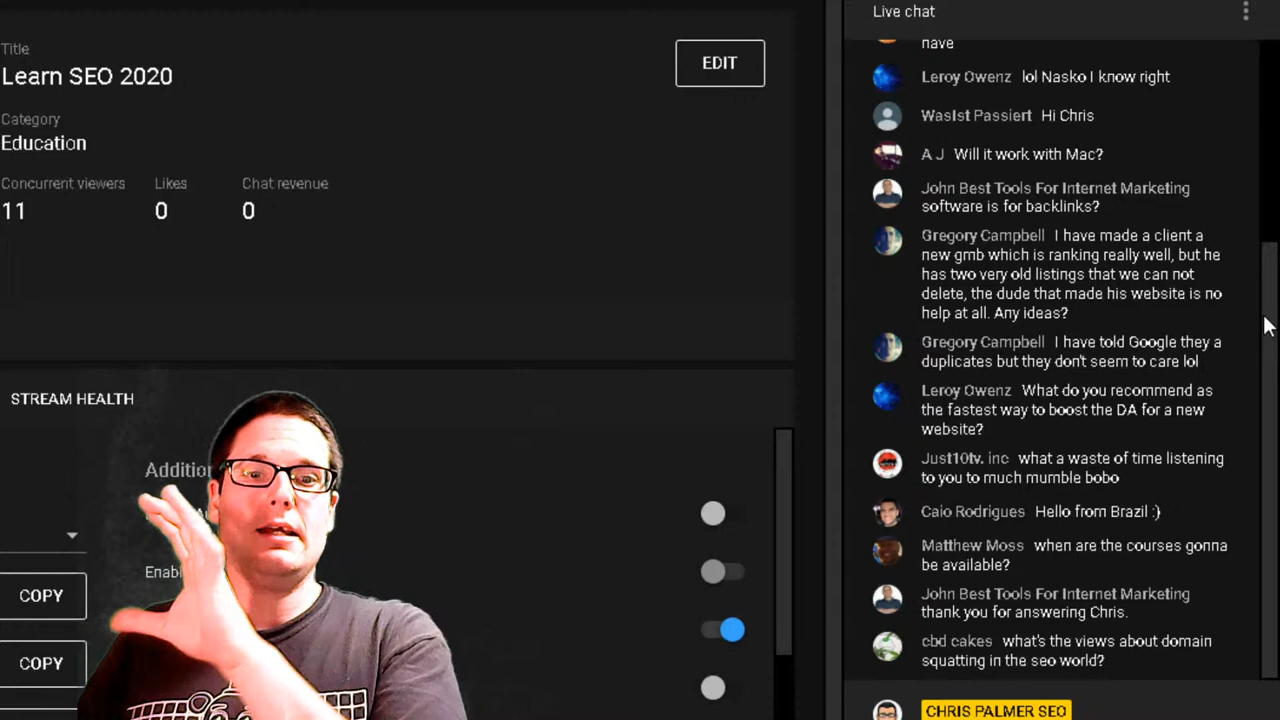 Title
Learn SEO 2020
EDIT
Category
Education
Concurrent viewers
Likes
Chat revenue
11
0
0
STREAM HEALTH
Enab
COPY
COPY
Live chat
have
Leroy Owenz lol Nasko I know right
WasIst Passiert Hi Chris
A J Will it work with Mac?
John Best Tools For Internet Marketing
software is for backlinks?
Gregory Campbell I have made a client a
new gmb which is ranking really well, but he
has two very old listings that we can not
delete, the dude that made his website is no
help at all. Any ideas?
Gregory Campbell I have told Google they a
duplicates but they don't seem to care lol
Leroy Owenz What do you recommend as
the fastest way to boost the DA for a new
website?
Just10tv. inc what a waste of time listening
to you to much mumble bobo
Caio Rodrigues Hello from Brazil :)
Matthew Moss when are the courses gonna
be available?
John Best Tools For Internet Marketing
thank you for answering Chris.
cbd cakes what's the views about domain
squatting in the seo world?
CHRIS PALMER SEO